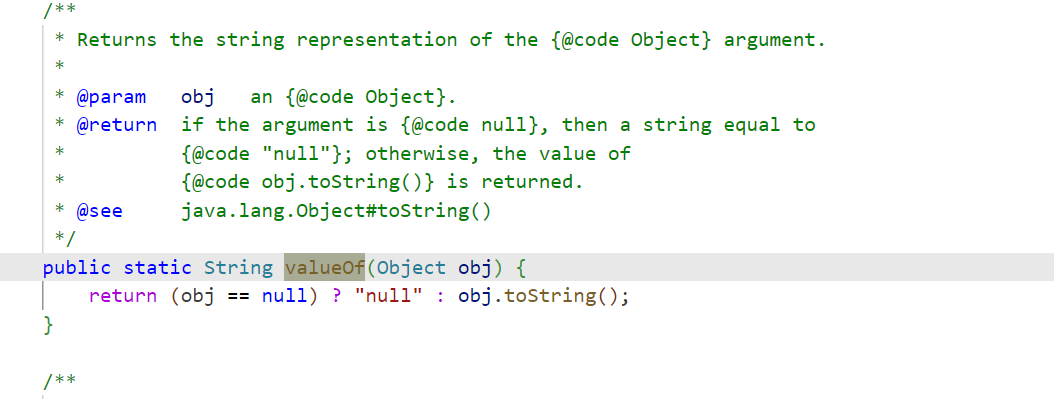 /**
 * Returns the string representation of the {@code Object} argument.
 *
 * @param   obj   an {@code Object}.
 * @return  if the argument is {@code null}, then a string equal to
 *          {@code "null"}; otherwise, the value of
 *          {@code obj.toString()} is returned.
 * @see     java.lang.Object#toString()
 */
public static String valueOf(Object obj) {
    return (obj == null) ? "null" : obj.toString();
}
/**